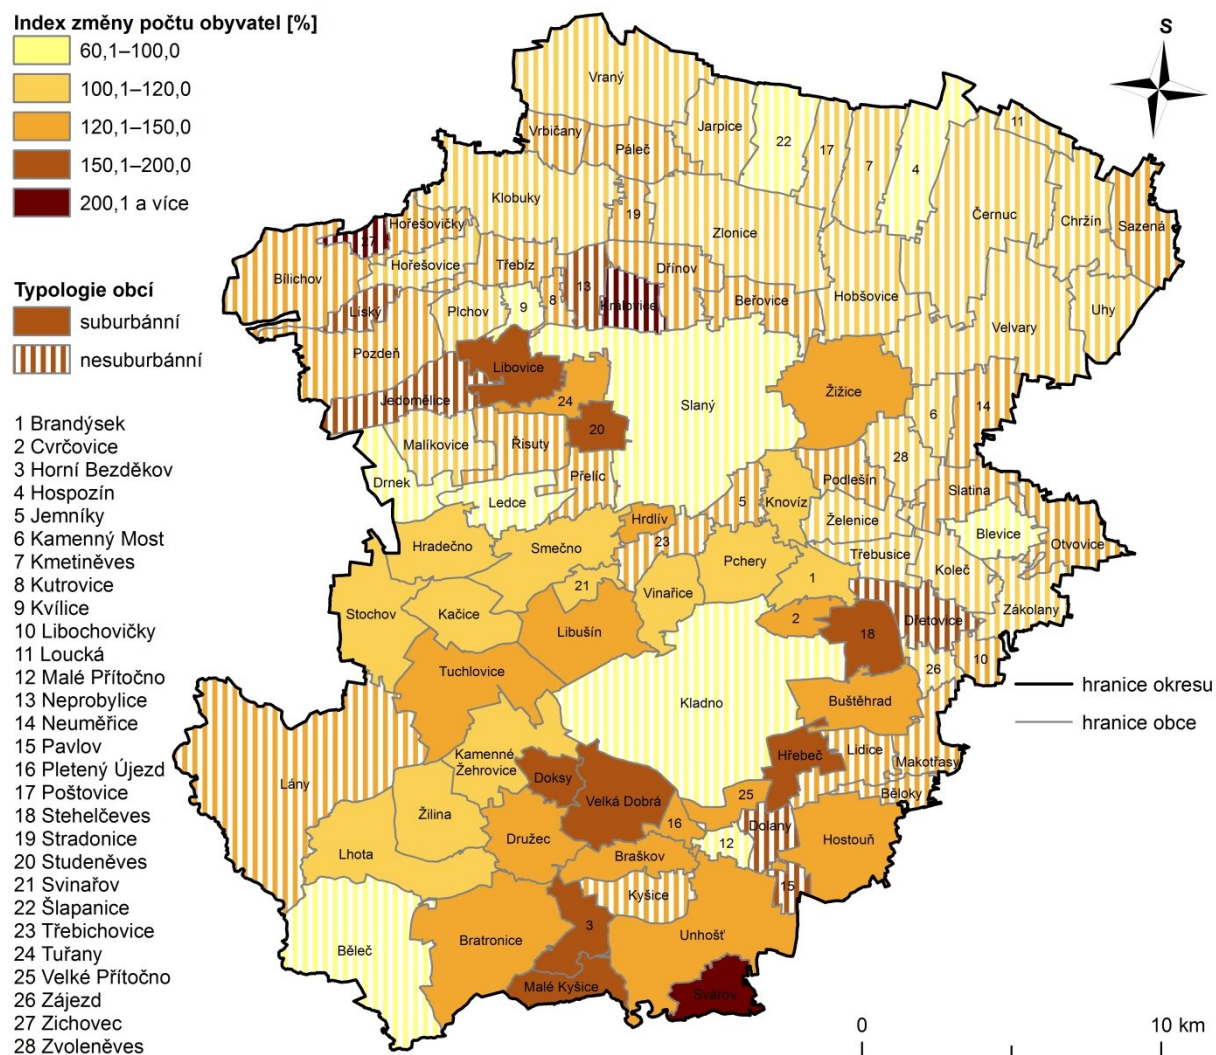 Index změny počtu obyvatel [%]
60,1–100,0
100,1–120,0
120,1–150,0
150,1–200,0
200,1 a více
Typologie obcí
suburbánní
nesuburbánní
1 Brandýsek
2 Cvrčovice
3 Horní Bezděkov
4 Hospozín
5 Jemníky
6 Kamenný Most
7 Kmetiněves
8 Kutrovice
9 Kvílice
10 Libochovičky
11 Loucká
12 Malé Přítočno
13 Neprobylice
14 Neuměřice
15 Pavlov
16 Pletený Újezd
17 Poštovice
18 Stehelčeves
19 Stradonice
20 Studeněves
21 Svinařov
22 Šlapanice
23 Třebichovice
24 Tuřany
25 Velké Přítočno
26 Zájezd
27 Zichovec
28 Zvoleněves
S
Vraný
Vrbičany
Páleč
Jarpice
22
17
7
4
11
Klobuky
19
Zlonice
Černuc
Chržín
Sazená
Hořešovičky
27
Bílichov
Hořešovice
Třebíz
Dřínov
8
13
Kralovice
Beřovice
Hobšovice
Uhy
Velvary
Líský
Plchov
9
Pozdeň
Libovice
Jedomělice
24
Slaný
Žižice
6
14
20
Malíkovice
Řisuty
28
Drnek
Přelíc
Ledce
5
Knovíz
Podlešín
Slatina
Hrdlív
23
Želenice
Blevice
Otvovice
Hradečno
Smečno
Pchery
Třebusice
Koleč
21
Vinařice
1
Zákolany
Stochov
Kačice
Libušín
2
18
Dřetovice
10
26
Tuchlovice
Kladno
Buštěhrad
hranice okresu
hranice obce
Kamenné
Žehrovice
Hřebeč
Lidice
Makotřasy
Lány
Doksy
Velká Dobrá
25
Běloky
Žilina
16
Dolany
Hostouň
Lhota
Družec
12
Braškov
15
Kyšice
3
Unhošť
Běleč
Bratronice
Malé Kyšice
Svárov
0
10 km